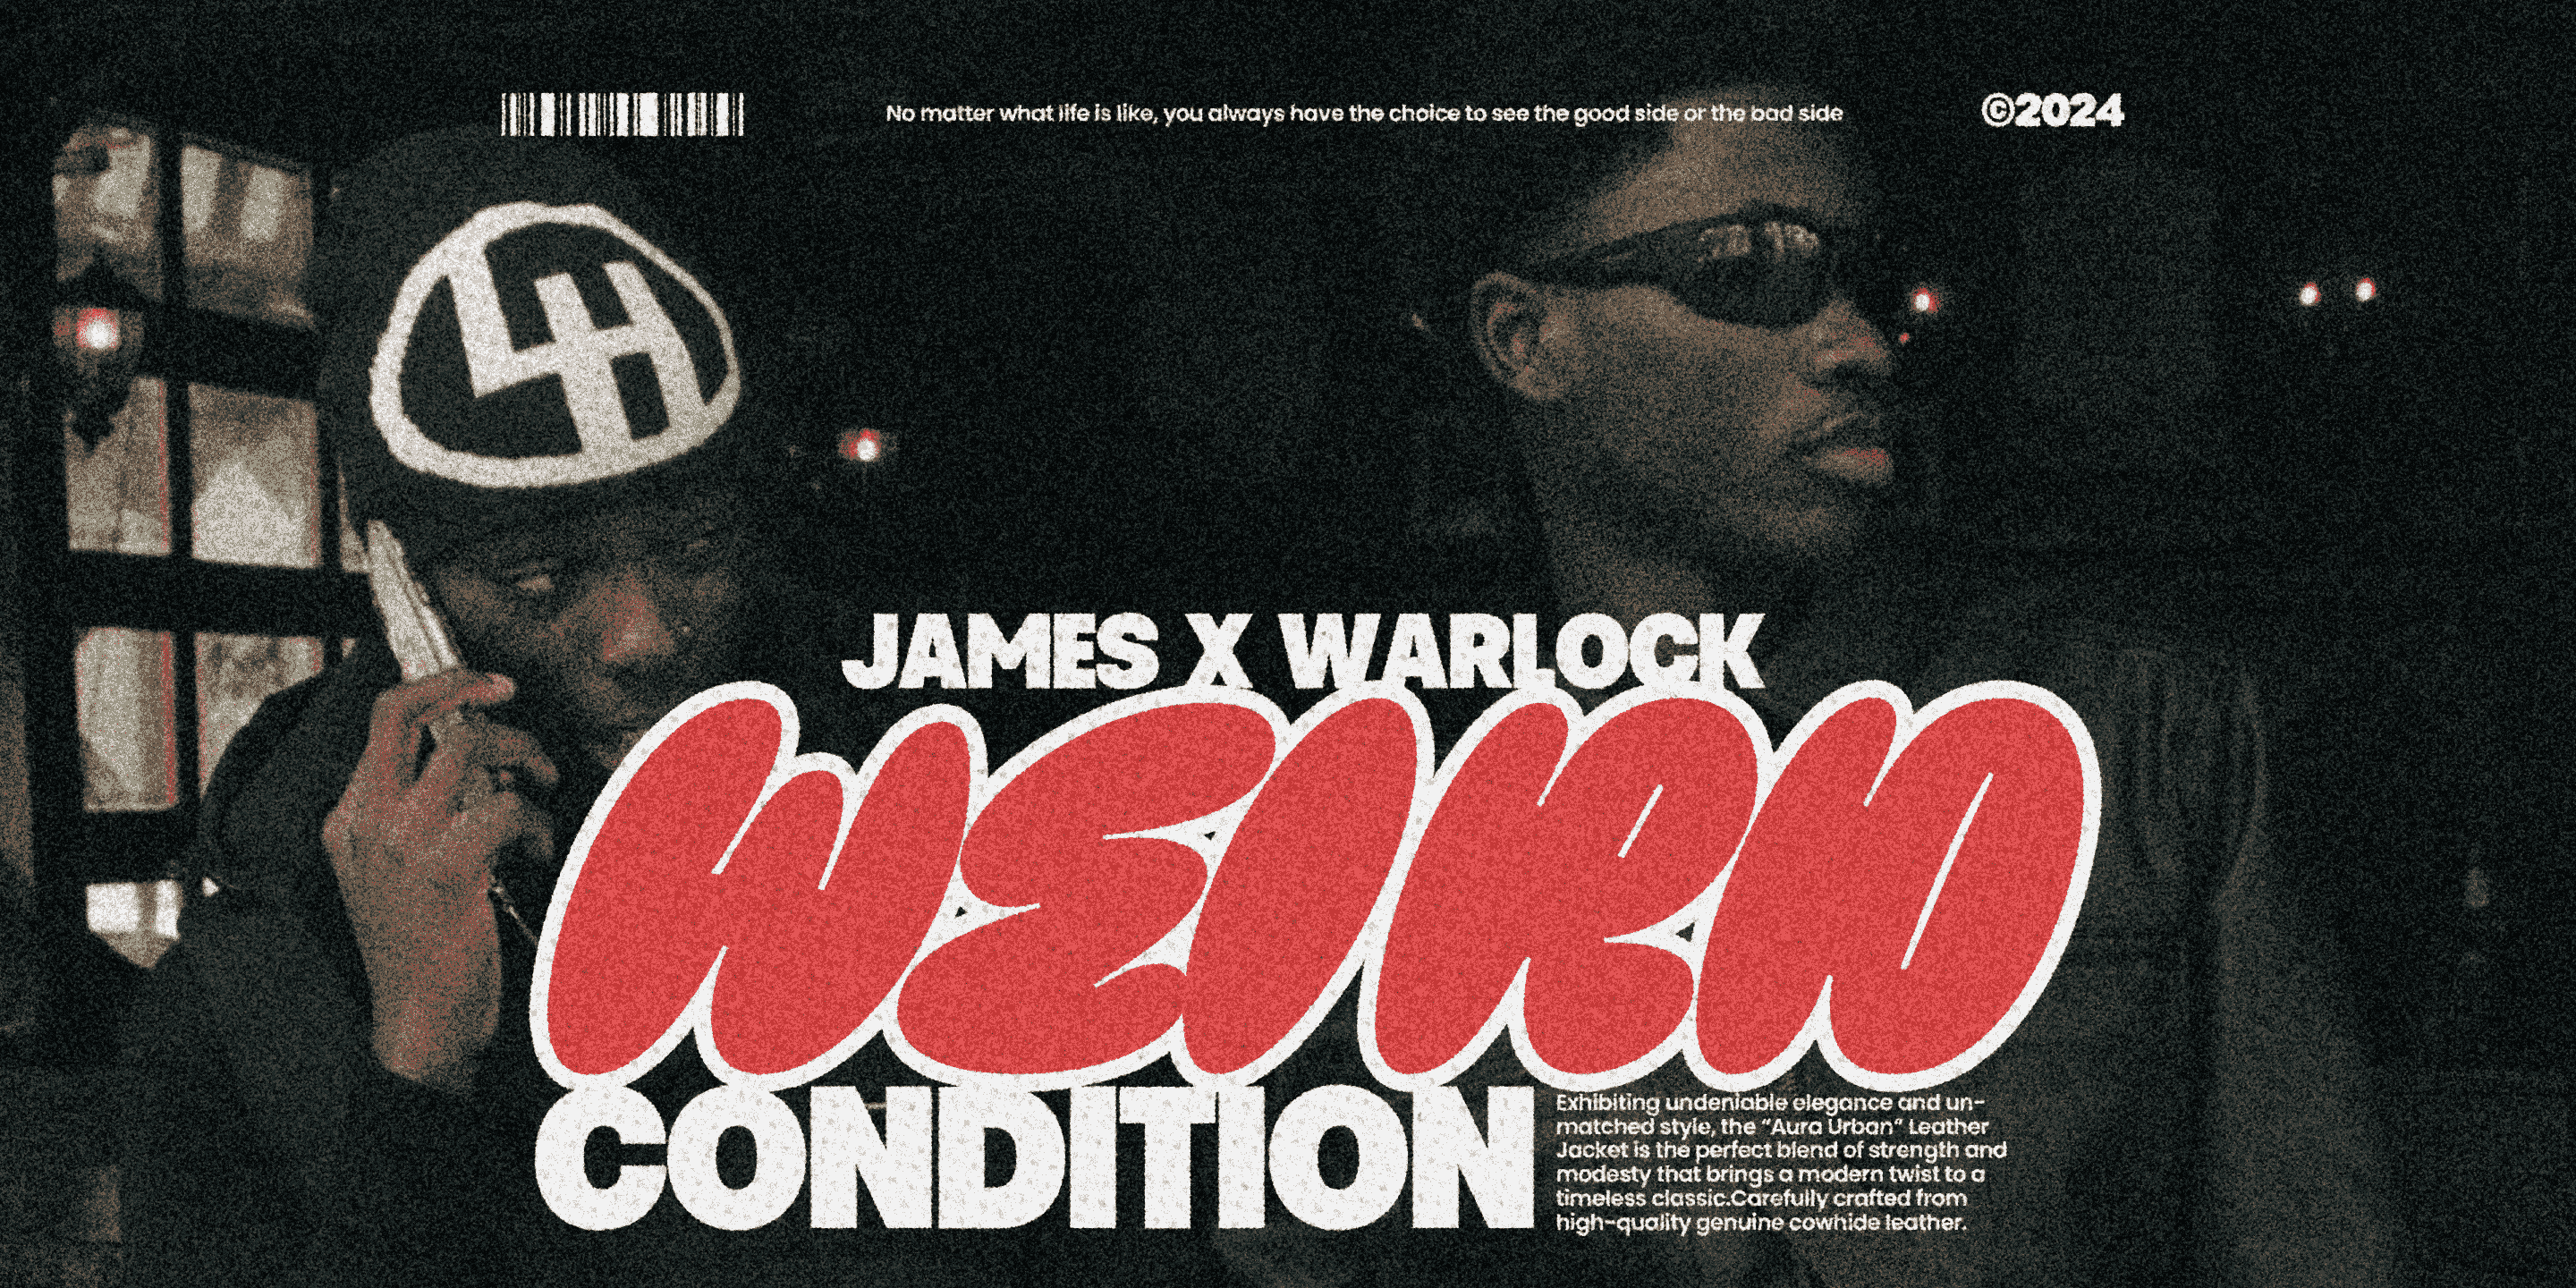 No matter what life is like, you always have the choice to see the good side or the bad side
©2024
LH
JAMES X WARLOCK
WEIRD
CONDITION
Exhibiting undeniable elegance and un-
matched style, the “Aura Urban” Leather
Jacket is the perfect blend of strength and
modesty that brings a modern twist to a
timeless classic.Carefully crafted from
high-quality genuine cowhide leather.